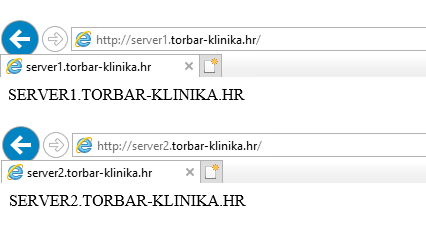 http://server1.torbar-klinika.hr/
server1.torbar-klinika.hr
SERVER1.TORBAR-KLINIKA.HR
http://server2.torbar-klinika.hr/
server2.torbar-klinika.hr
SERVER2.TORBAR-KLINIKA.HR